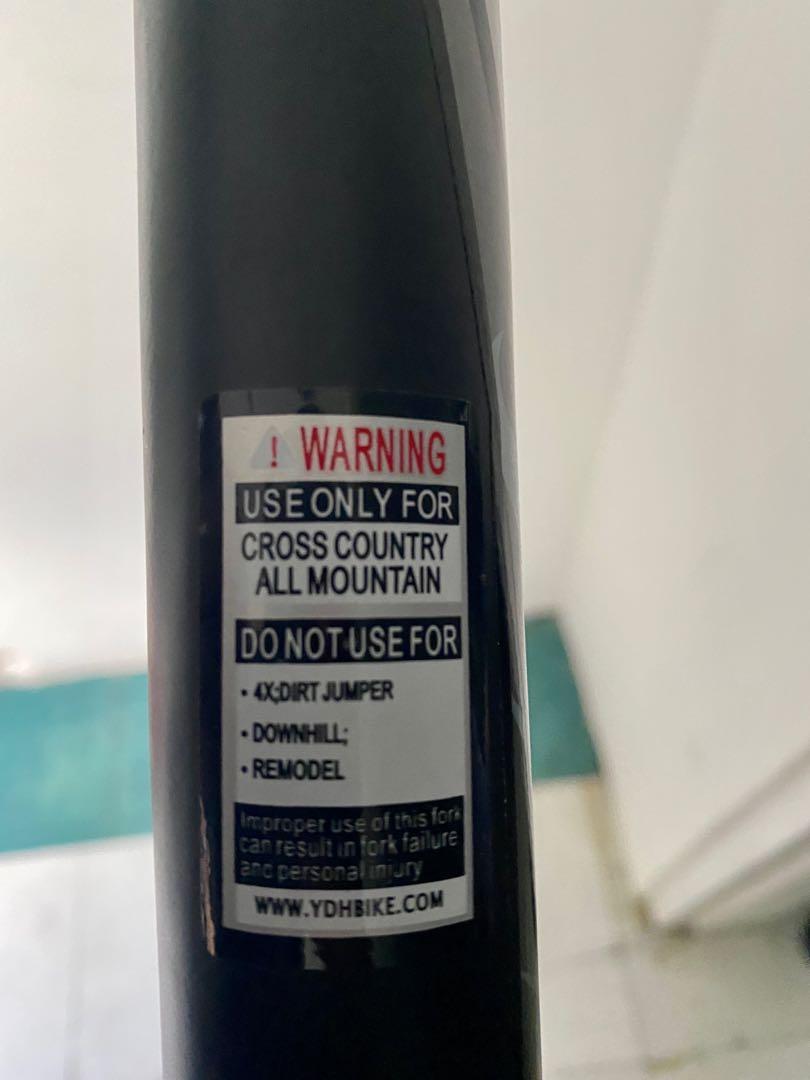 ! WARNING
USE ONLY FOR
CROSS COUNTRY
ALL MOUNTAIN
DO NOT USE FOR
• 4X;DIRT JUMPER
• DOWNHILL;
• REMODEL
Improper use of this fork
can result in fork failure
and personal injury
WWW.YDHBIKE.COM